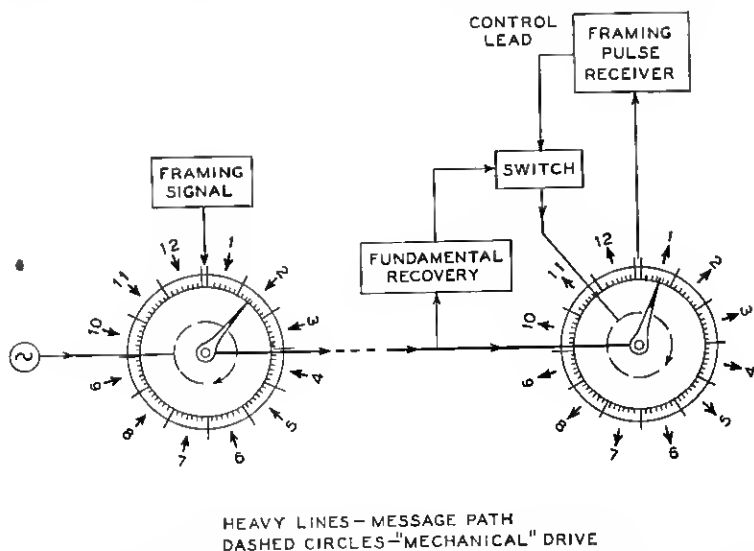 CONTROL
LEAD
FRAMING
PULSE
RECEIVER
FRAMING
SIGNAL
SWITCH
FUNDAMENTAL
RECOVERY
12
1
2
3
4
5
6
7
8
9
10
11
12
1
2
3
4
5
6
7
8
9
10
11
HEAVY LINES—MESSAGE PATH
DASHED CIRCLES—"MECHANICAL" DRIVE